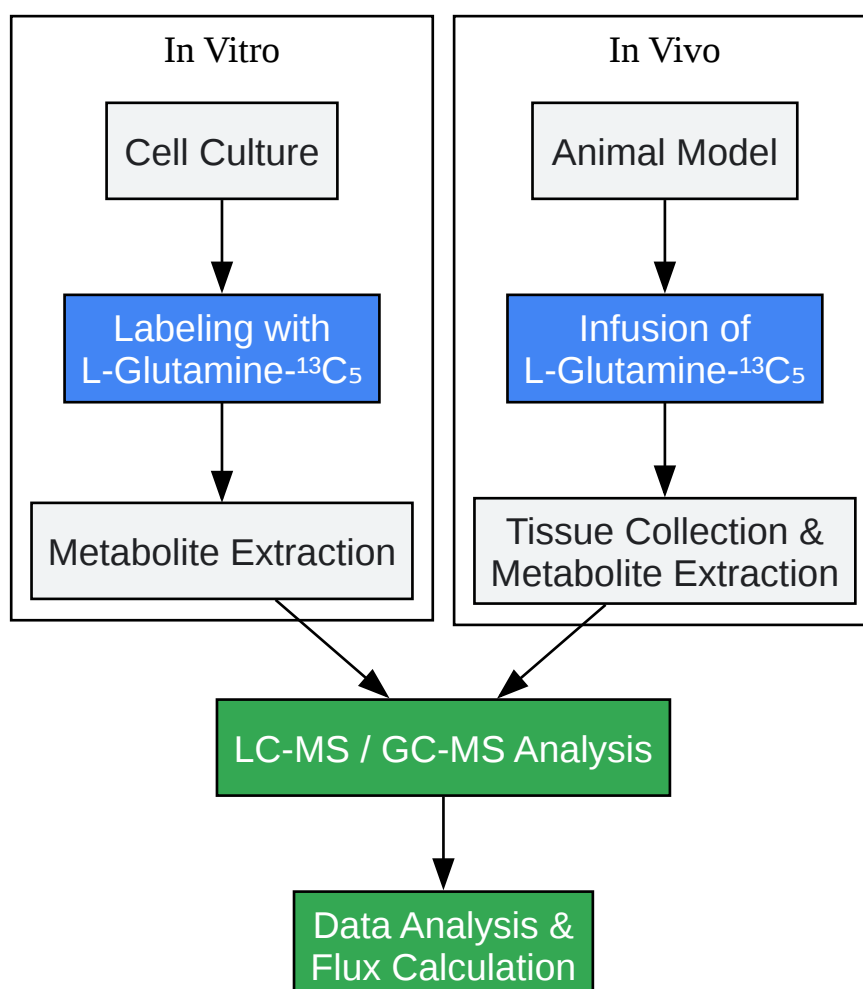 In Vitro
Cell Culture
Labeling with
L-Glutamine-¹³C₅
Metabolite Extraction
In Vivo
Animal Model
Infusion of
L-Glutamine-¹³C₅
Tissue Collection &
Metabolite Extraction
LC-MS / GC-MS Analysis
Data Analysis &
Flux Calculation